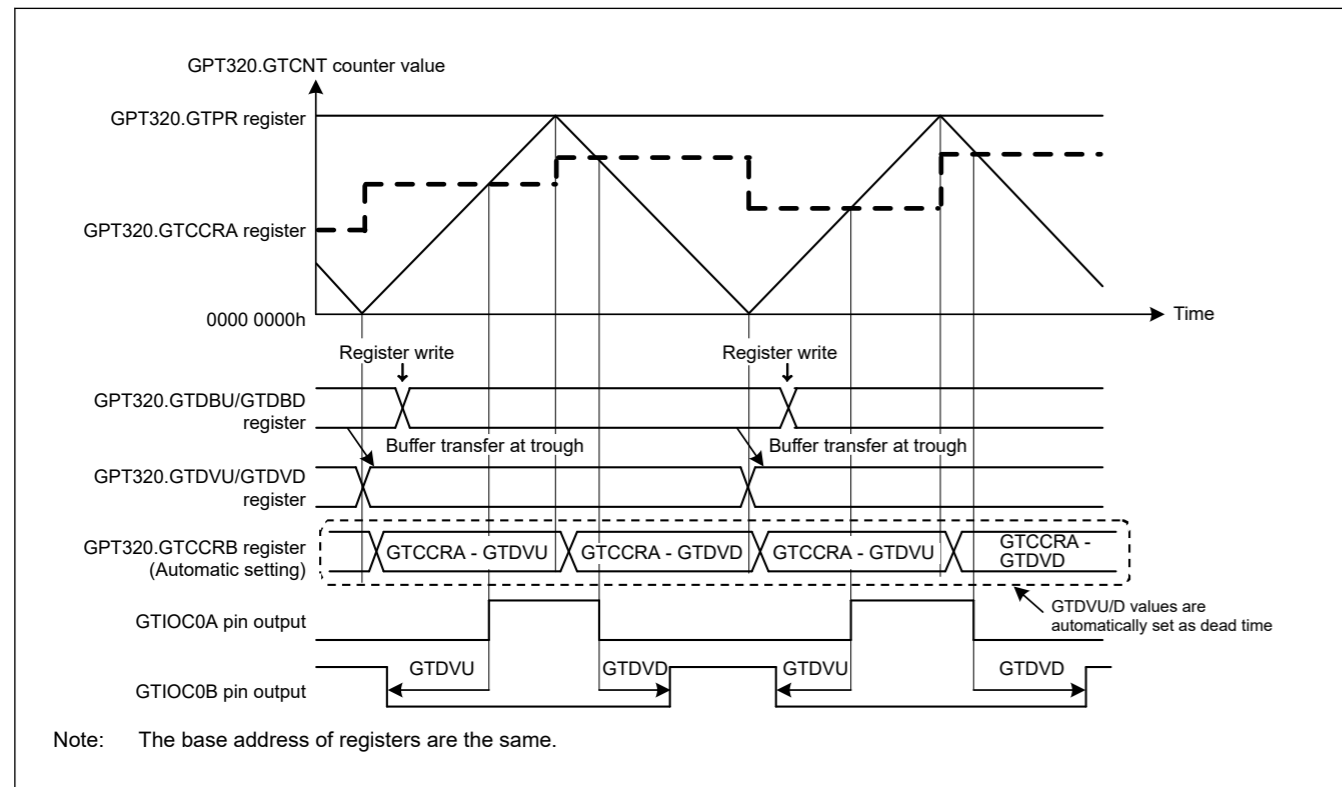 GPT320.GTCNT counter value
GPT320.GTPR register
GPT320.GTCCRA register
0000 0000h
Time
Register write
Register write
GPT320.GTDBU/GTDBD
register
Buffer transfer at trough
Buffer transfer at trough
GPT320.GTDVU/GTDVD
register
GPT320.GTCCRB register
(Automatic setting)
GTCCRA - GTDVU
GTCCRA - GTDVD
GTCCRA - GTDVU
GTCCRA -
GTDVD
GTDVU/D values are
automatically set as dead time
GTIOC0A pin output
GTDVU
GTDVD
GTDVU
GTDVD
GTIOC0B pin output
Note: The base address of registers are the same.